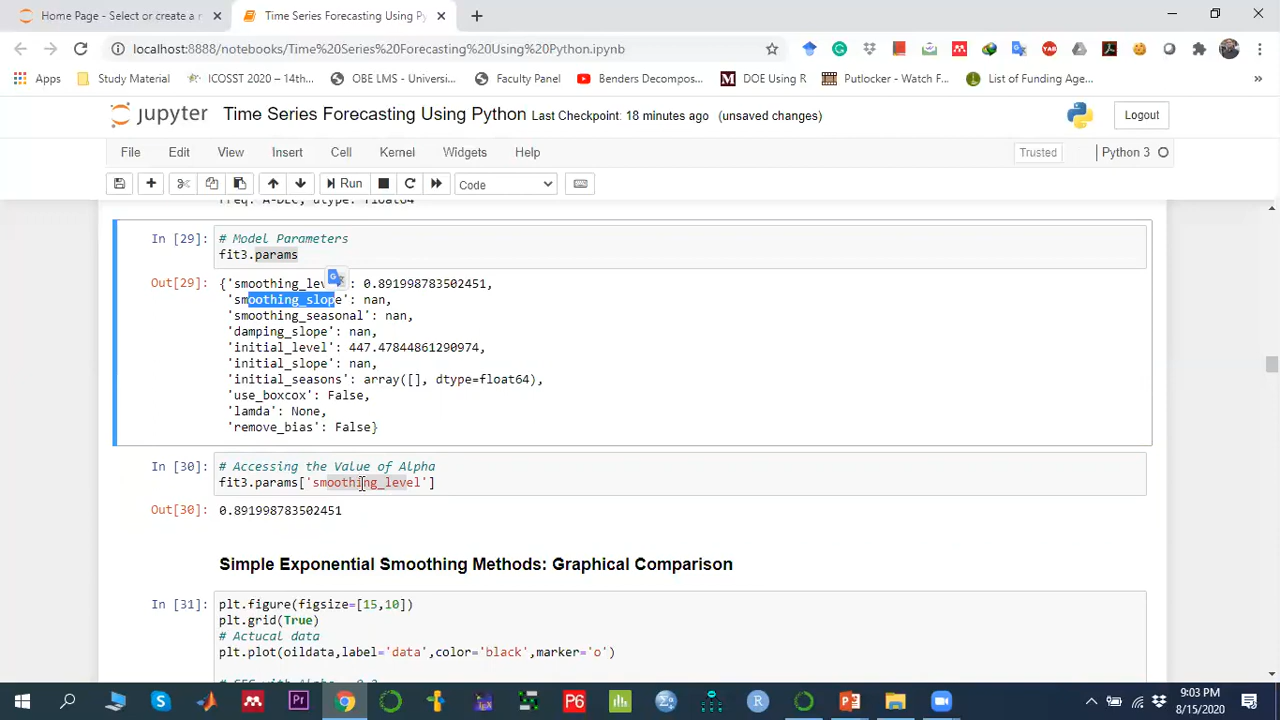 Home Page - Select or create a n
Time Series Forecasting Using Py
localhost:8888/notebooks/Time%20Series%20Forecasting%20Using%20Python.ipynb
Apps Study Material ICOSST 2020 – 14th... OBE LMS - Universi... Faculty Panel Benders Decompos... DOE Using R Putlocker - Watch F... List of Funding Age... »
jupyter Time Series Forecasting Using Python Last Checkpoint: 18 minutes ago (unsaved changes) Logout
File Edit View Insert Cell Kernel Widgets Help Trusted Python 3
Run Code
freq: A-DEC, dtype: float64
In [29]: # Model Parameters
fit3.params
Out[29]: {'smoothing_lev : 0.891998783502451,
'smoothing_slope': nan,
'smoothing_seasonal': nan,
'damping_slope': nan,
'initial_level': 447.47844861290974,
'initial_slope': nan,
'initial_seasons': array([], dtype=float64),
'use_boxcox': False,
'lamda': None,
'remove_bias': False}
In [30]: # Accessing the Value of Alpha
fit3.params['smoothing_level']
Out[30]: 0.891998783502451
Simple Exponential Smoothing Methods: Graphical Comparison
In [31]: plt.figure(figsize=[15,10])
plt.grid(True)
# Actucal data
plt.plot(oildata,label='data',color='black',marker='o')
9:03 PM
8/15/2020